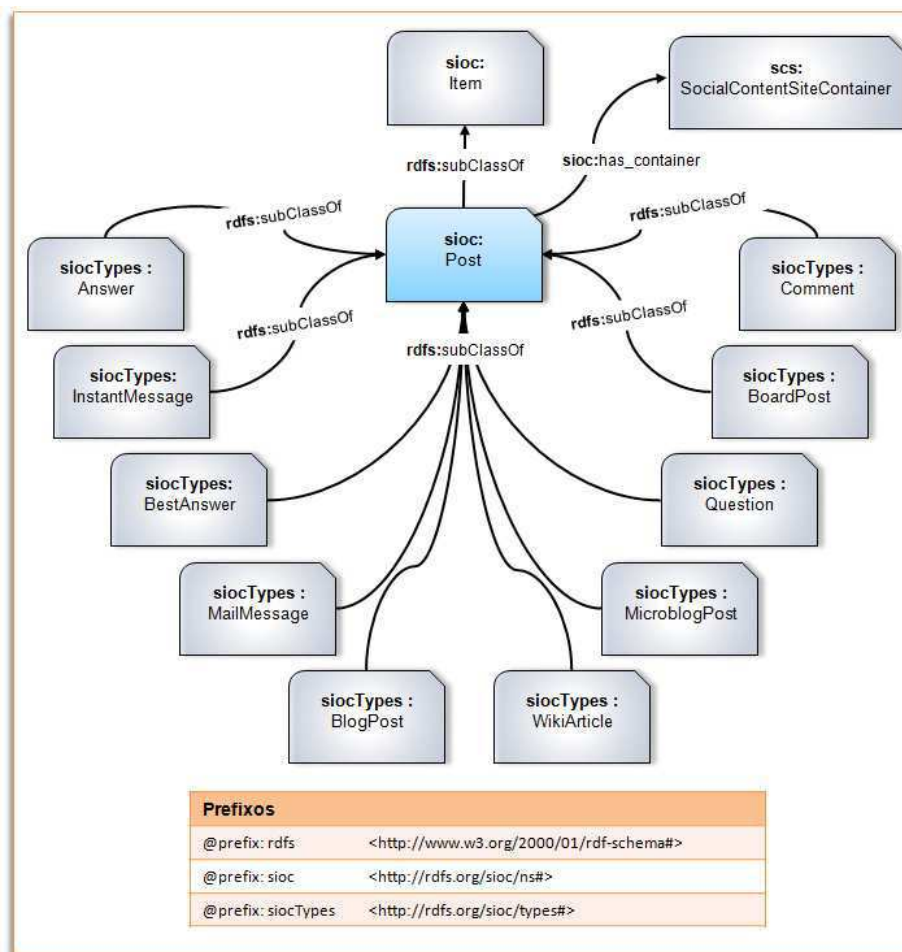 sioc:
Item
scs:
SocialContentSiteContainer
rdfs:subClassOf
sioc:has_container
rdfs:subClassOf
rdfs:subClassOf
sioc:
Post
siocTypes :
Answer
siocTypes :
Comment
rdfs:subClassOf
rdfs:subClassOf
rdfs:subClassOf
siocTypes:
InstantMessage
siocTypes :
BoardPost
siocTypes:
BestAnswer
siocTypes :
Question
siocTypes :
MailMessage
siocTypes :
MicroblogPost
siocTypes :
BlogPost
siocTypes :
WikiArticle
Prefixos
@prefix: rdfs <http://www.w3.org/2000/01/rdf-schema#>
@prefix: sioc <http://rdfs.org/sioc/ns#>
@prefix: siocTypes <http://rdfs.org/sioc/types#>